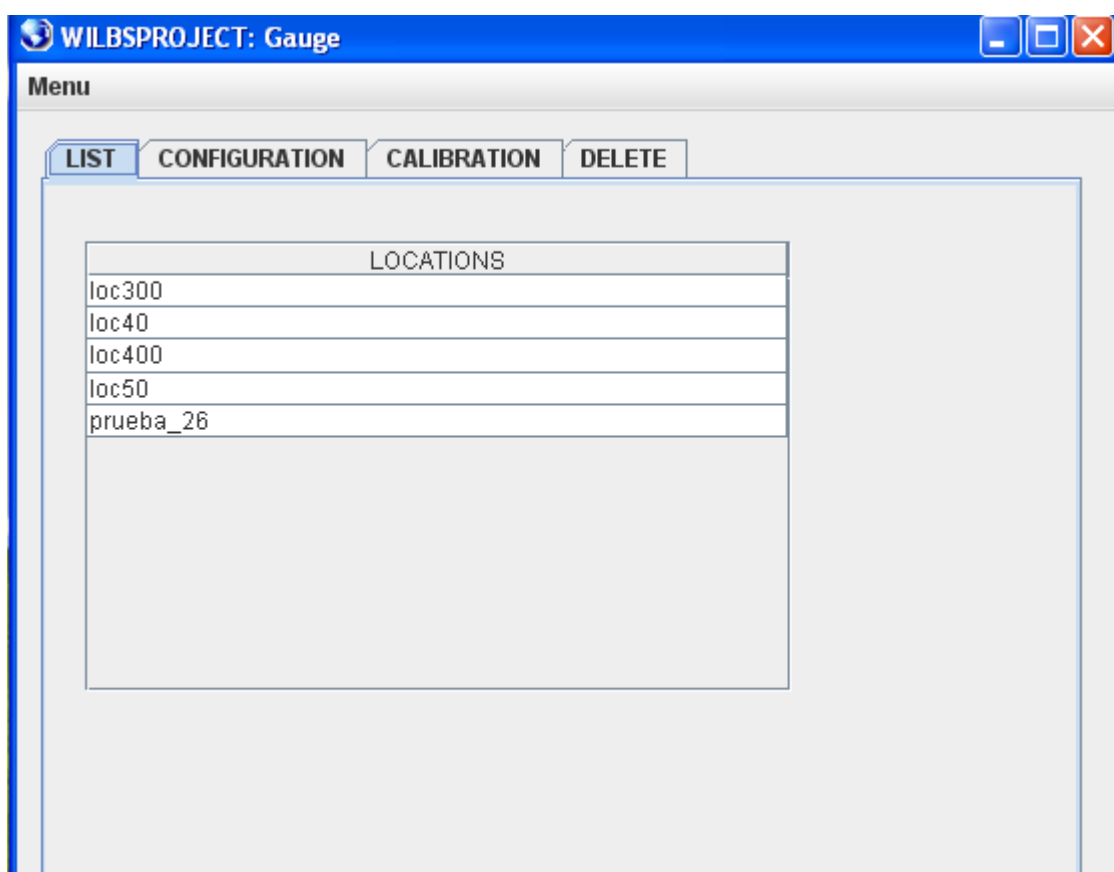 WILBSPROJECT: Gauge
Menu
LIST CONFIGURATION CALIBRATION DELETE
LOCATIONS
loc300
loc40
loc400
loc50
prueba_26